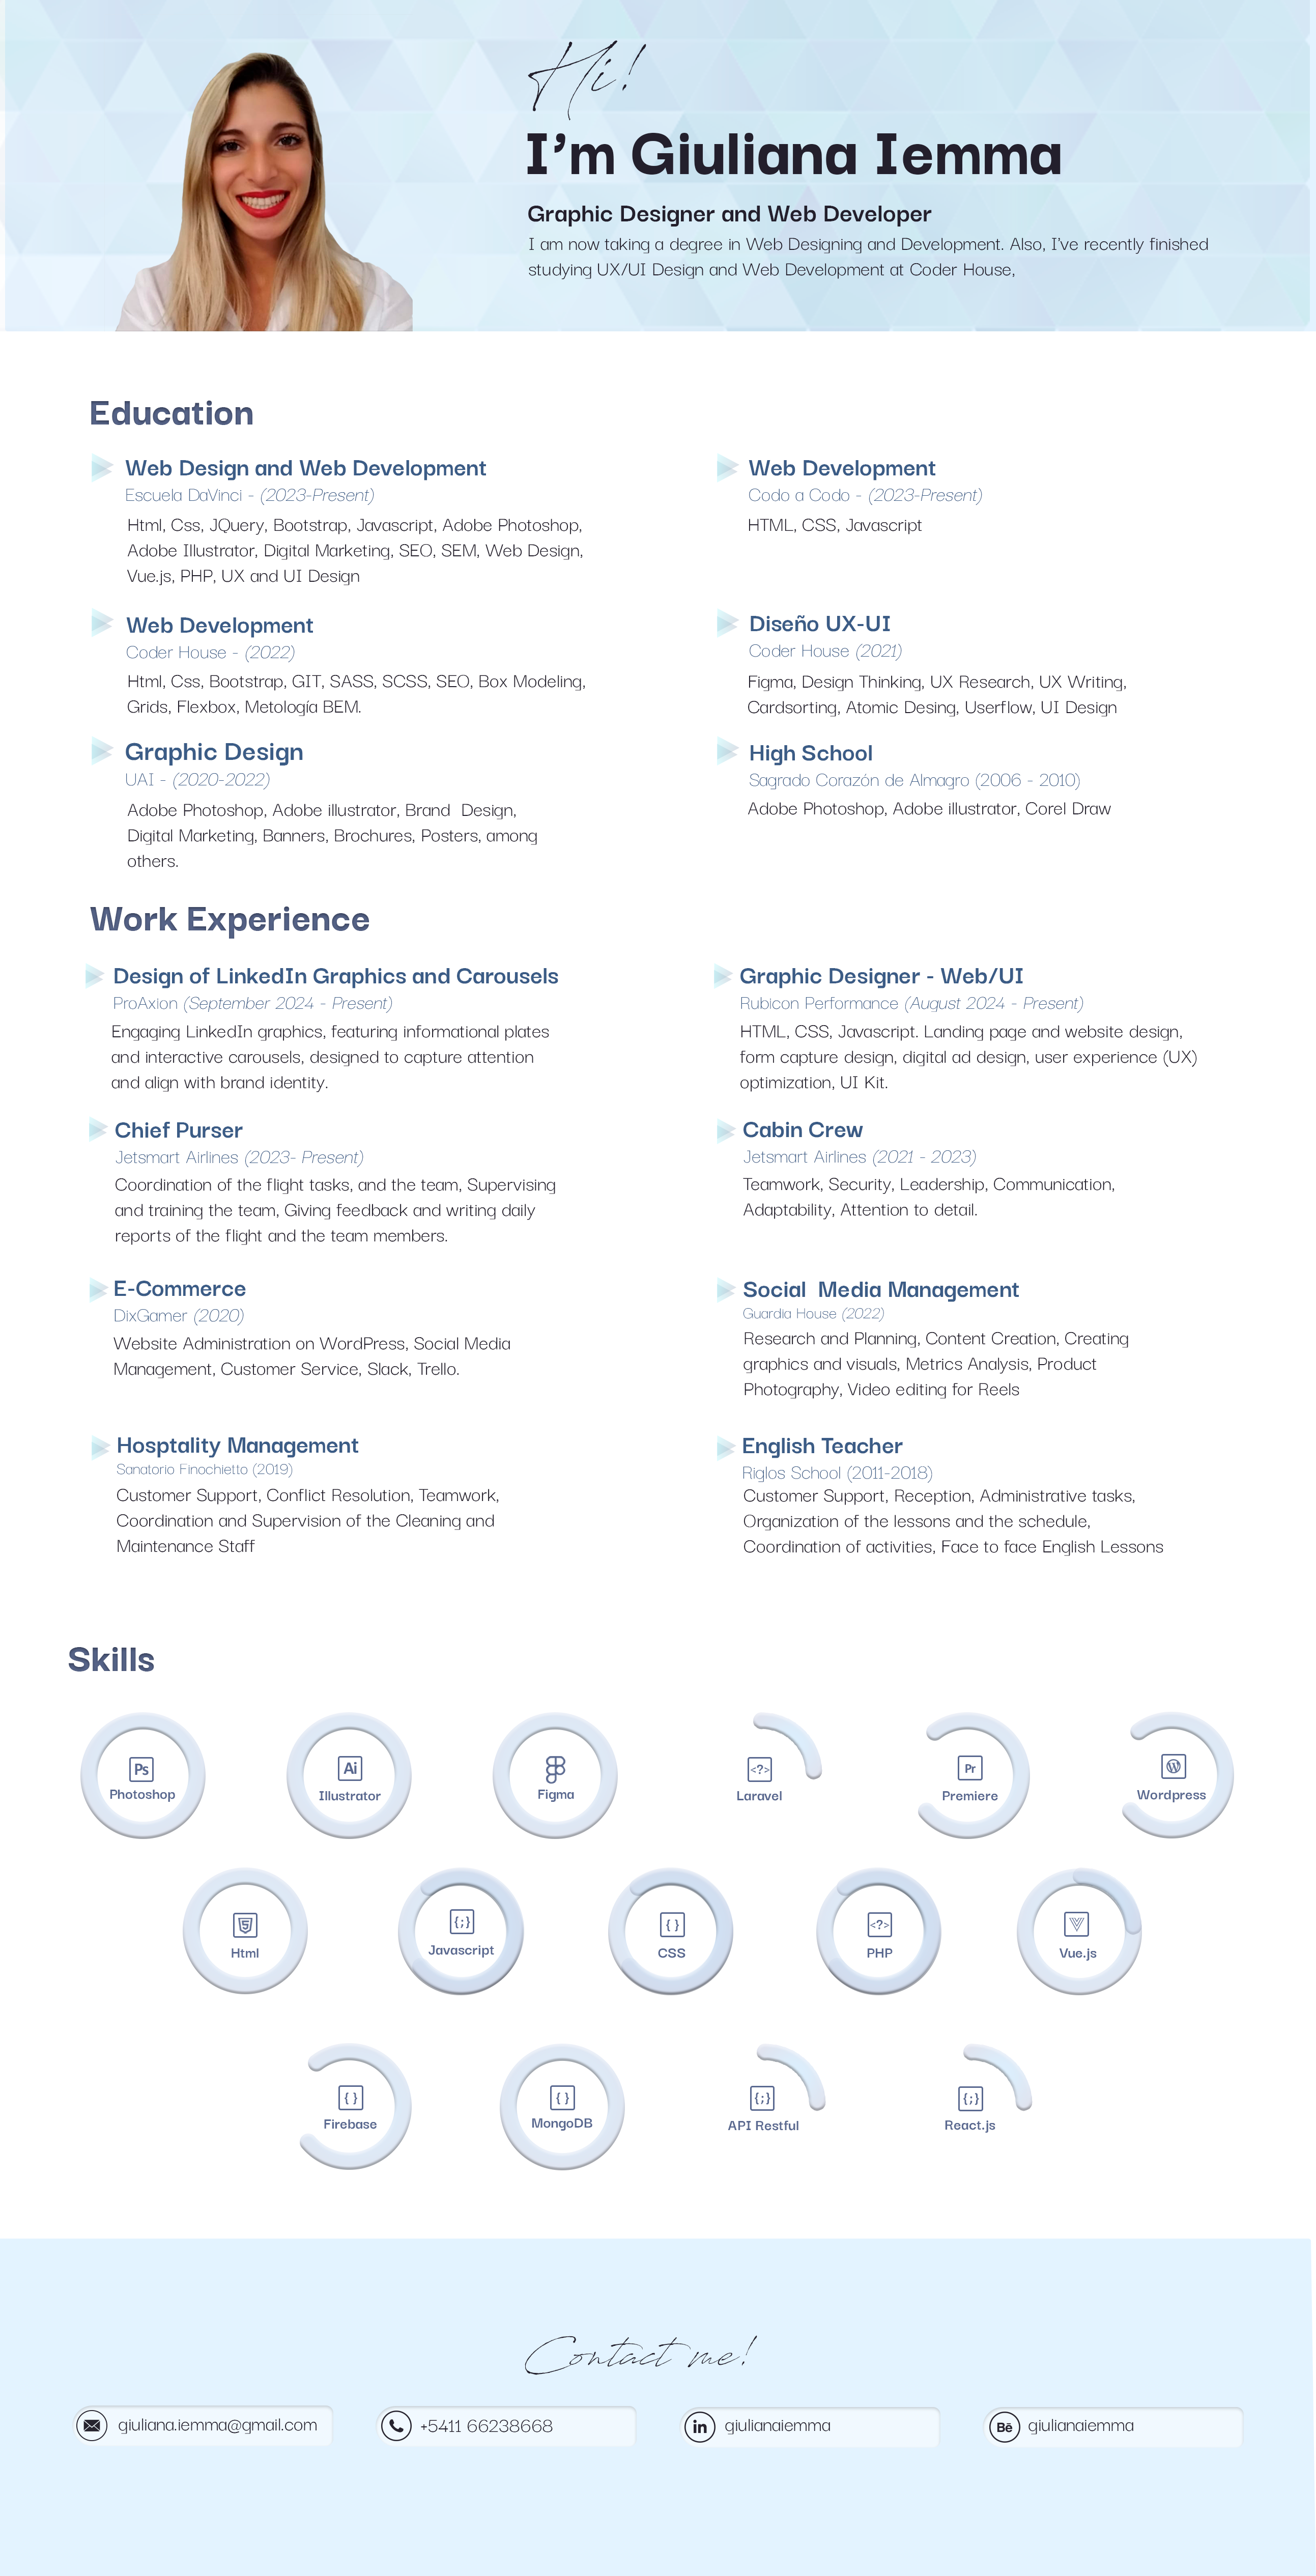 Hi!
I'm Giuliana Iemma
Graphic Designer and Web Developer
I am now taking a degree in Web Designing and Development. Also, I've recently finished
studying UX/UI Design and Web Development at Coder House,
Education
Web Design and Web Development
Escuela DaVinci - (2023-Present)
Html, Css, JQuery, Bootstrap, Javascript, Adobe Photoshop,
Adobe Illustrator, Digital Marketing, SEO, SEM, Web Design,
Vue.js, PHP, UX and UI Design
Web Development
Codo a Codo - (2023-Present)
HTML, CSS, Javascript
Web Development
Coder House - (2022)
Html, Css, Bootstrap, GIT, SASS, SCSS, SEO, Box Modeling,
Grids, Flexbox, Metología BEM.
Diseño UX-UI
Coder House (2021)
Figma, Design Thinking, UX Research, UX Writing,
Cardsorting, Atomic Desing, Userflow, UI Design
Graphic Design
UAI - (2020-2022)
Adobe Photoshop, Adobe illustrator, Brand Design,
Digital Marketing, Banners, Brochures, Posters, among
others.
High School
Sagrado Corazón de Almagro (2006 - 2010)
Adobe Photoshop, Adobe illustrator, Corel Draw
Work Experience
Design of LinkedIn Graphics and Carousels
ProAxion (September 2024 - Present)
Engaging LinkedIn graphics, featuring informational plates
and interactive carousels, designed to capture attention
and align with brand identity.
Graphic Designer - Web/UI
Rubicon Performance (August 2024 - Present)
HTML, CSS, Javascript. Landing page and website design,
form capture design, digital ad design, user experience (UX)
optimization, UI Kit.
Chief Purser
Jetsmart Airlines (2023- Present)
Coordination of the flight tasks, and the team, Supervising
and training the team, Giving feedback and writing daily
reports of the flight and the team members.
Cabin Crew
Jetsmart Airlines (2021 - 2023)
Teamwork, Security, Leadership, Communication,
Adaptability, Attention to detail.
E-Commerce
DixGamer (2020)
Website Administration on WordPress, Social Media
Management, Customer Service, Slack, Trello.
Social Media Management
Guardia House (2022)
Research and Planning, Content Creation, Creating
graphics and visuals, Metrics Analysis, Product
Photography, Video editing for Reels
Hosptality Management
Sanatorio Finochietto (2019)
Customer Support, Conflict Resolution, Teamwork,
Coordination and Supervision of the Cleaning and
Maintenance Staff
English Teacher
Riglos School (2011-2018)
Customer Support, Reception, Administrative tasks,
Organization of the lessons and the schedule,
Coordination of activities, Face to face English Lessons
Skills
Ps
Photoshop
Ai
Illustrator
Figma
<?>
Laravel
Pr
Premiere
Wordpress
5
Html
{;}
Javascript
{ }
CSS
<?>
PHP
Vue.js
{ }
Firebase
{ }
MongoDB
{;}
API Restful
{;}
React.js
Contact me!
giuliana.iemma@gmail.com
+5411 66238668
in
giulianaiemma
Bē
giulianaiemma